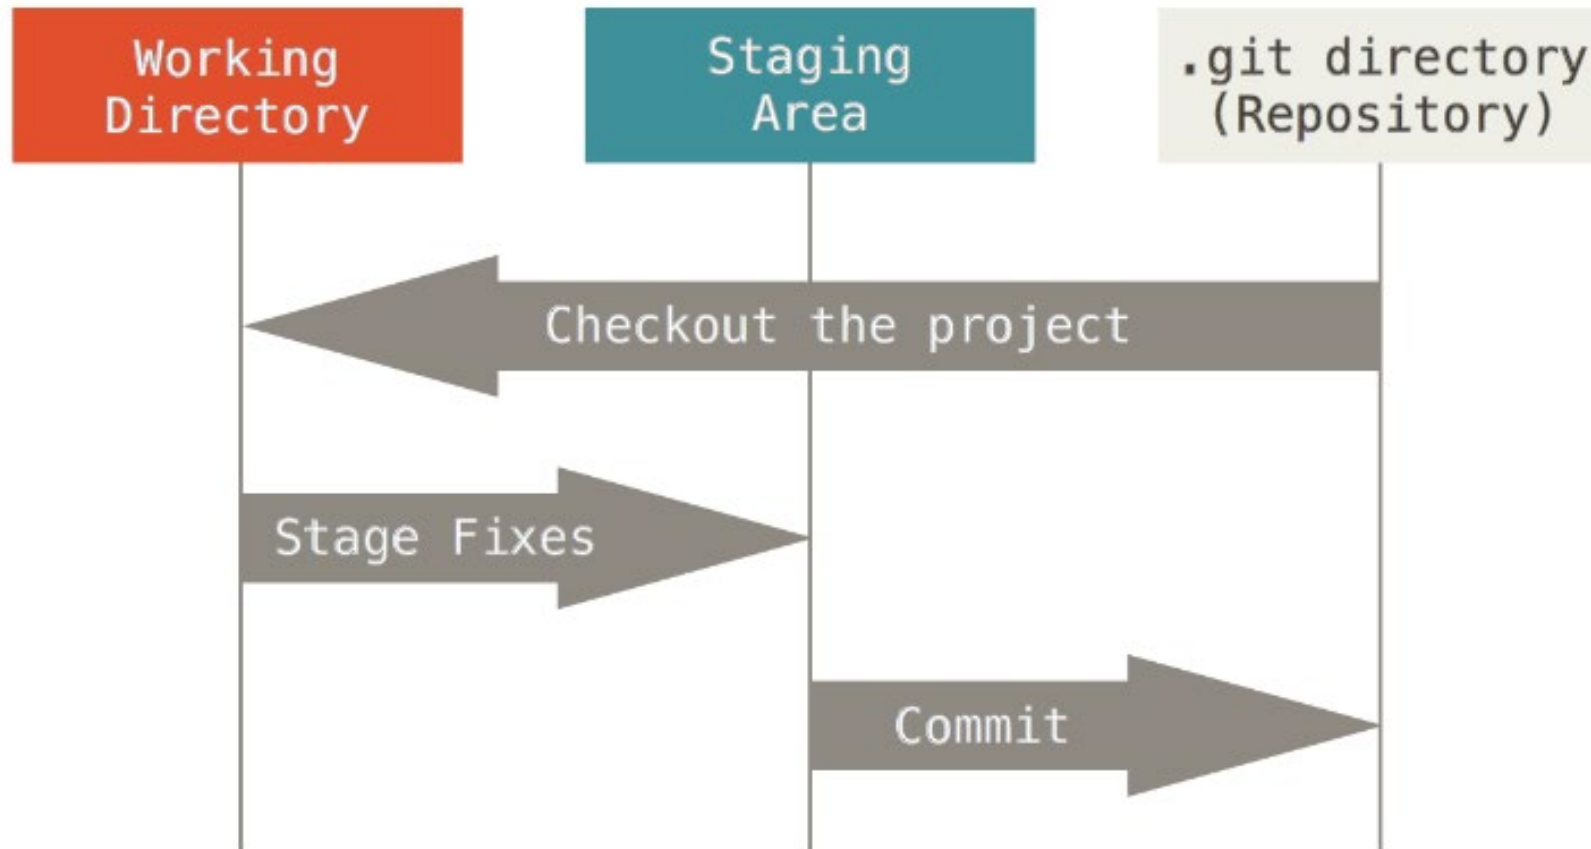 Working
Directory
Staging
Area
.git directory
(Repository)
Checkout the project
Stage Fixes
Commit